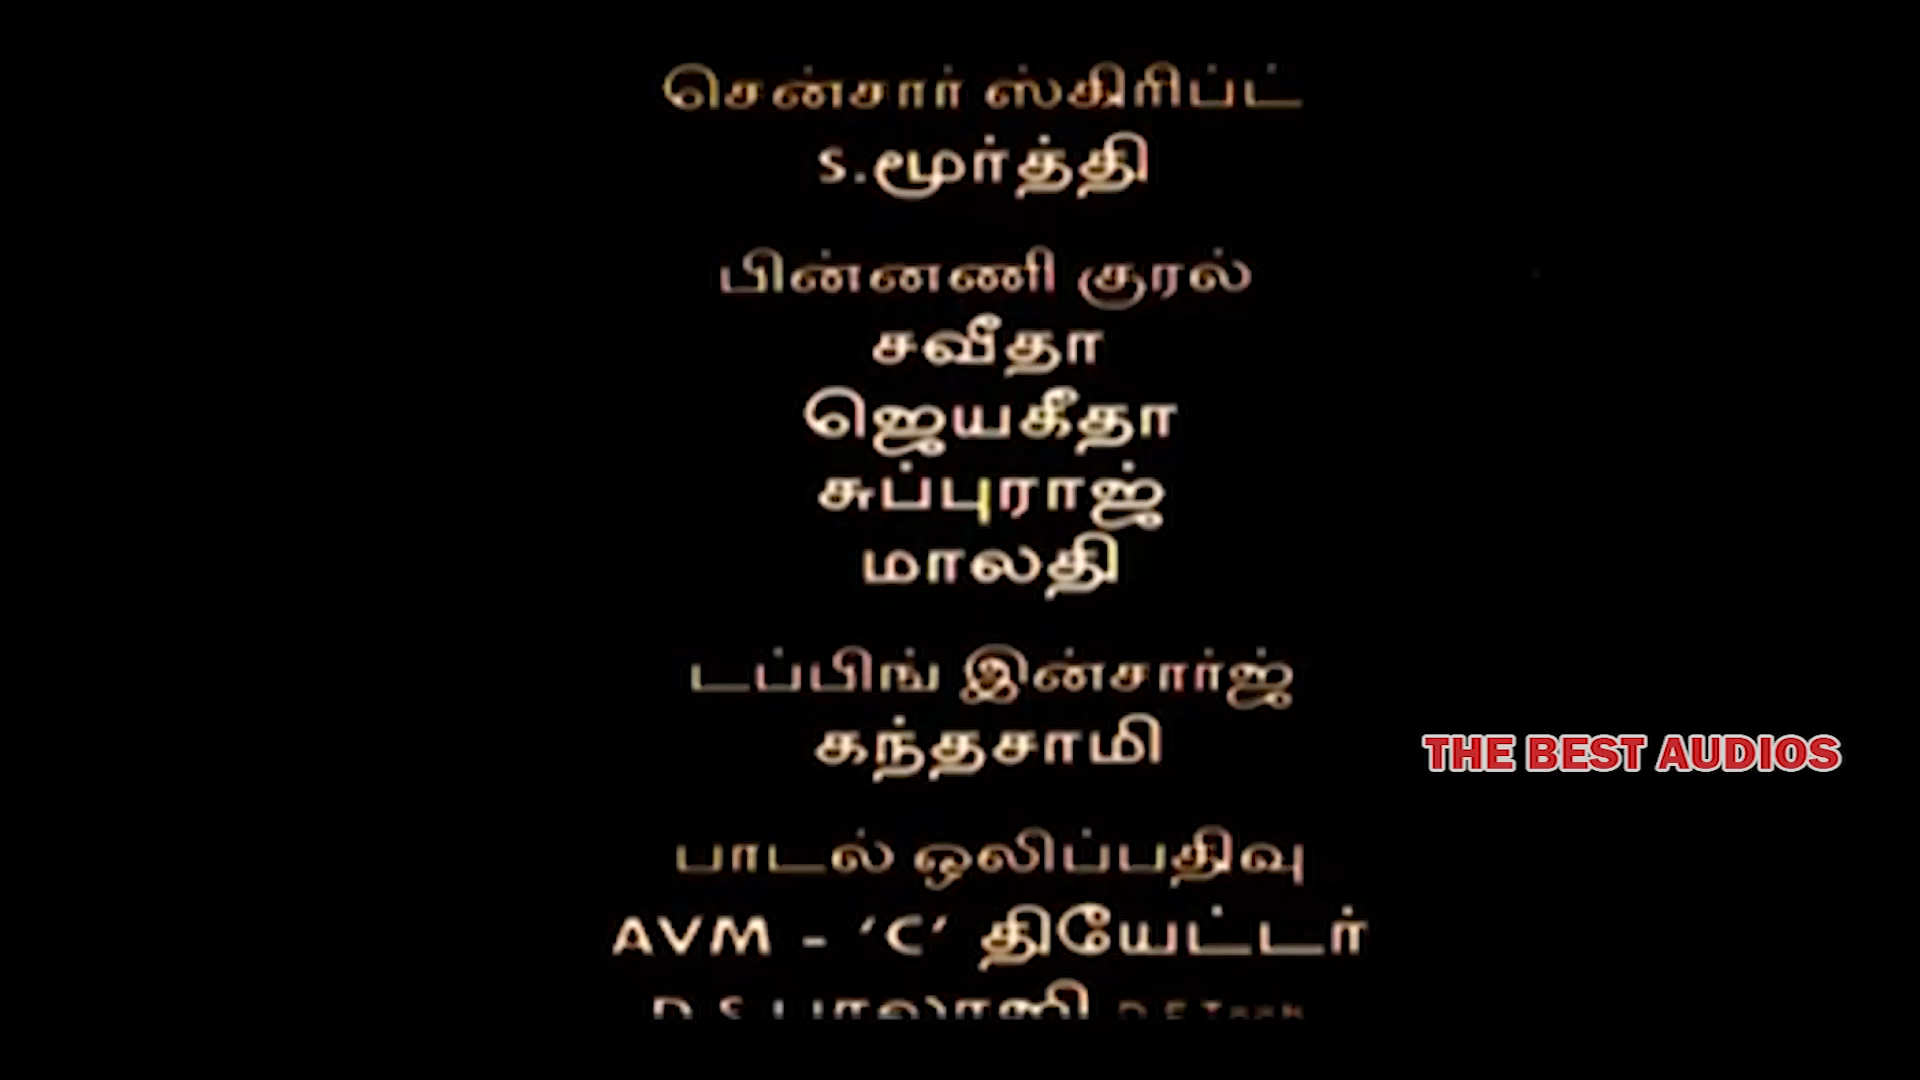 சென்சார் ஸ்கிரிப்ட்
S.மூர்த்தி
பின்னணி குரல்
சவீதா
ஜெயகீதா
சுப்புராஜ்
மாலதி
டப்பிங் இன்சார்ஜ்
கந்தசாமி
THE BEST AUDIOS
பாடல் ஒலிப்பதிவு
AVM - 'C' தியேட்டர்